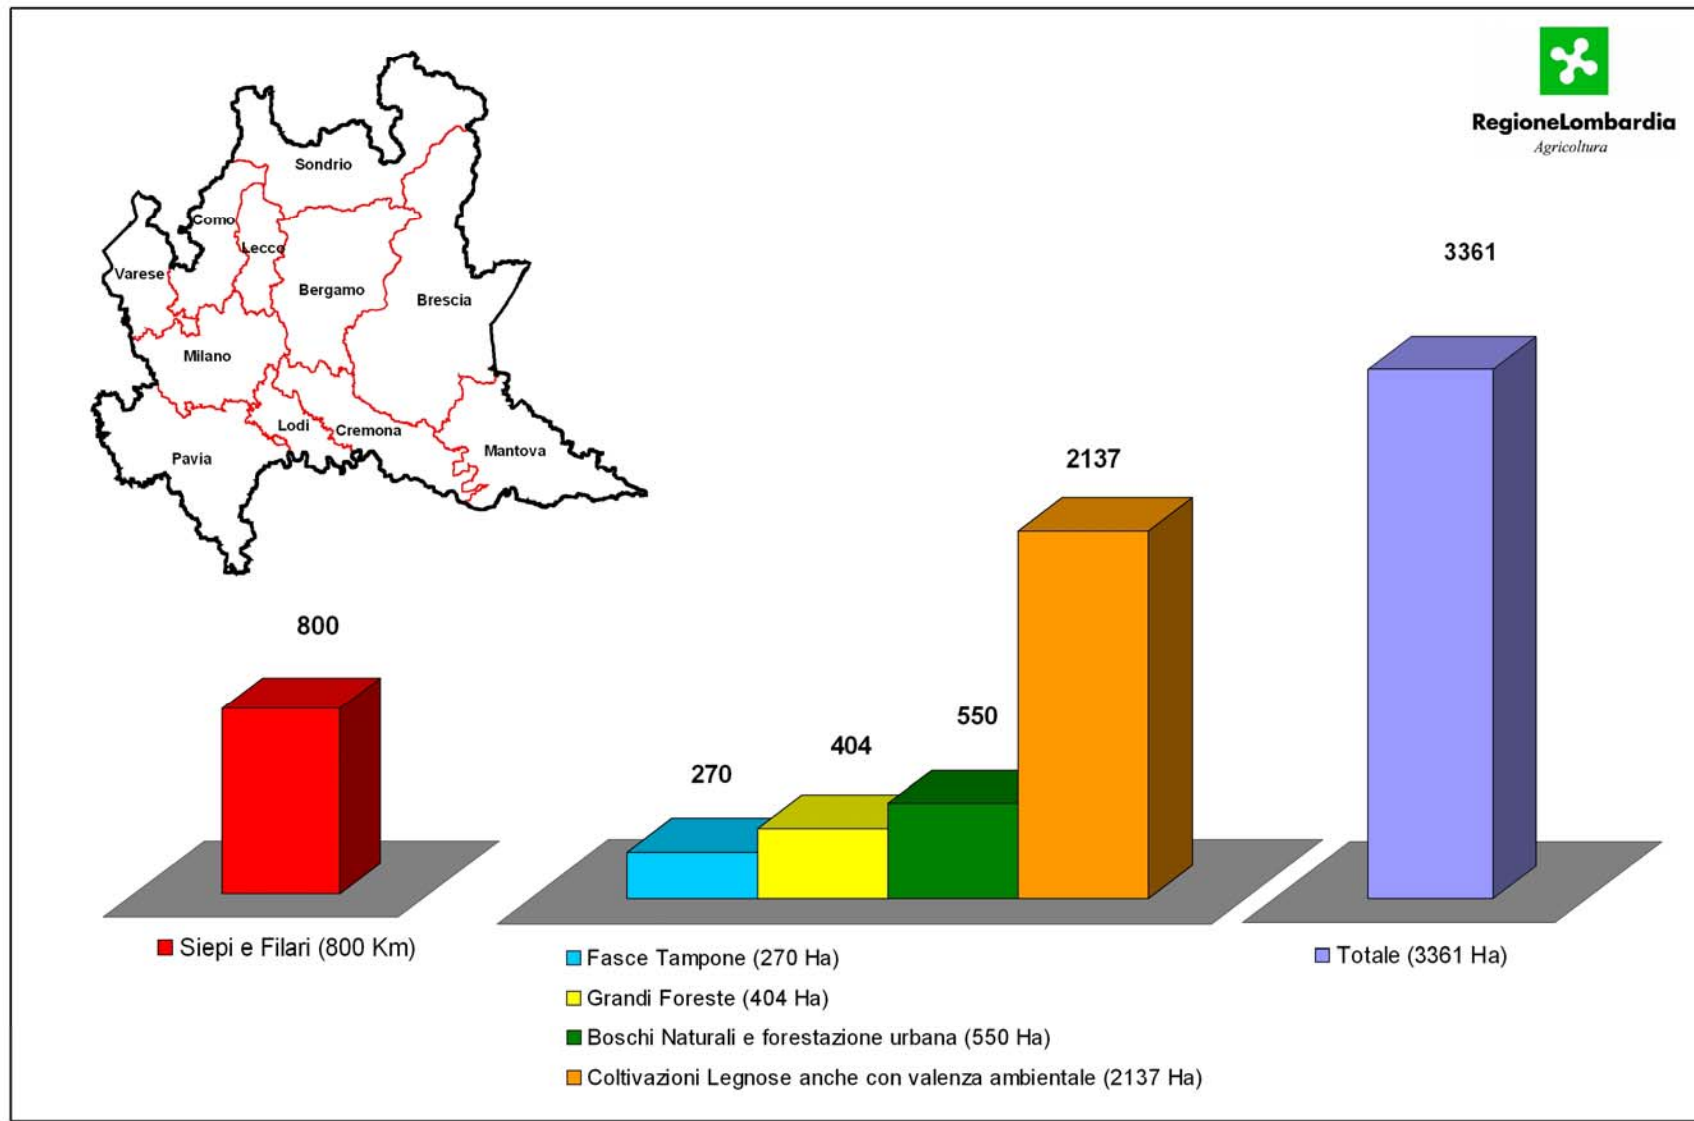 RegioneLombardia
Agricoltura
Sondrio
Como
Lecco
Varese
Bergamo
Brescia
Milano
Lodi
Cremona
Mantova
Pavia
800
270
404
550
2137
3361
Siepi e Filari (800 Km)
Fasce Tampone (270 Ha)
Grandi Foreste (404 Ha)
Boschi Naturali e forestazione urbana (550 Ha)
Coltivazioni Legnose anche con valenza ambientale (2137 Ha)
Totale (3361 Ha)